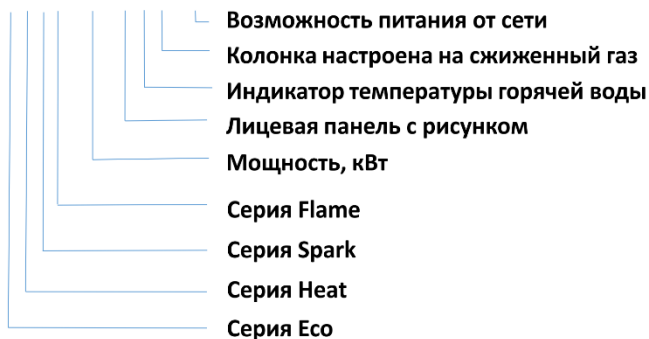 Возможность питания от сети
Колонка настроена на сжиженный газ
Индикатор температуры горячей воды
Лицевая панель с рисунком
Мощность, кВт
Серия Flame
Серия Spark
Серия Heat
Серия Eco